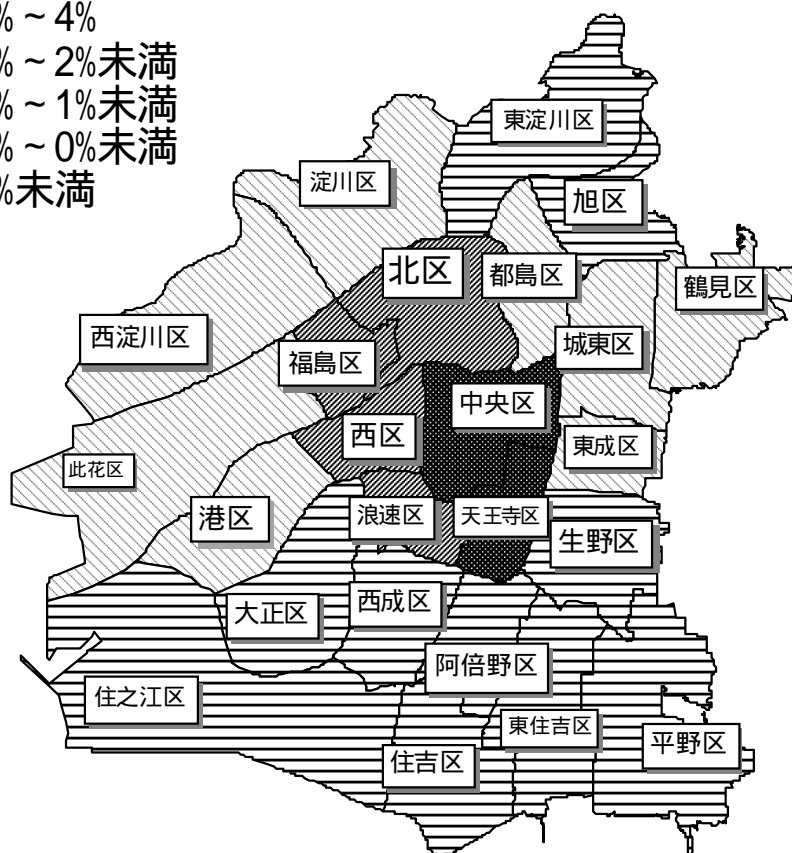 % ~ 4%
% ~ 2%未満
% ~ 1%未満
% ~ 0%未満
%未満
東淀川区
淀川区
旭区
北区
都島区
鶴見区
西淀川区
城東区
福島区
中央区
西区
東成区
此花区
港区
浪速区
天王寺区
生野区
西成区
大正区
阿倍野区
住之江区
東住吉区
平野区
住吉区